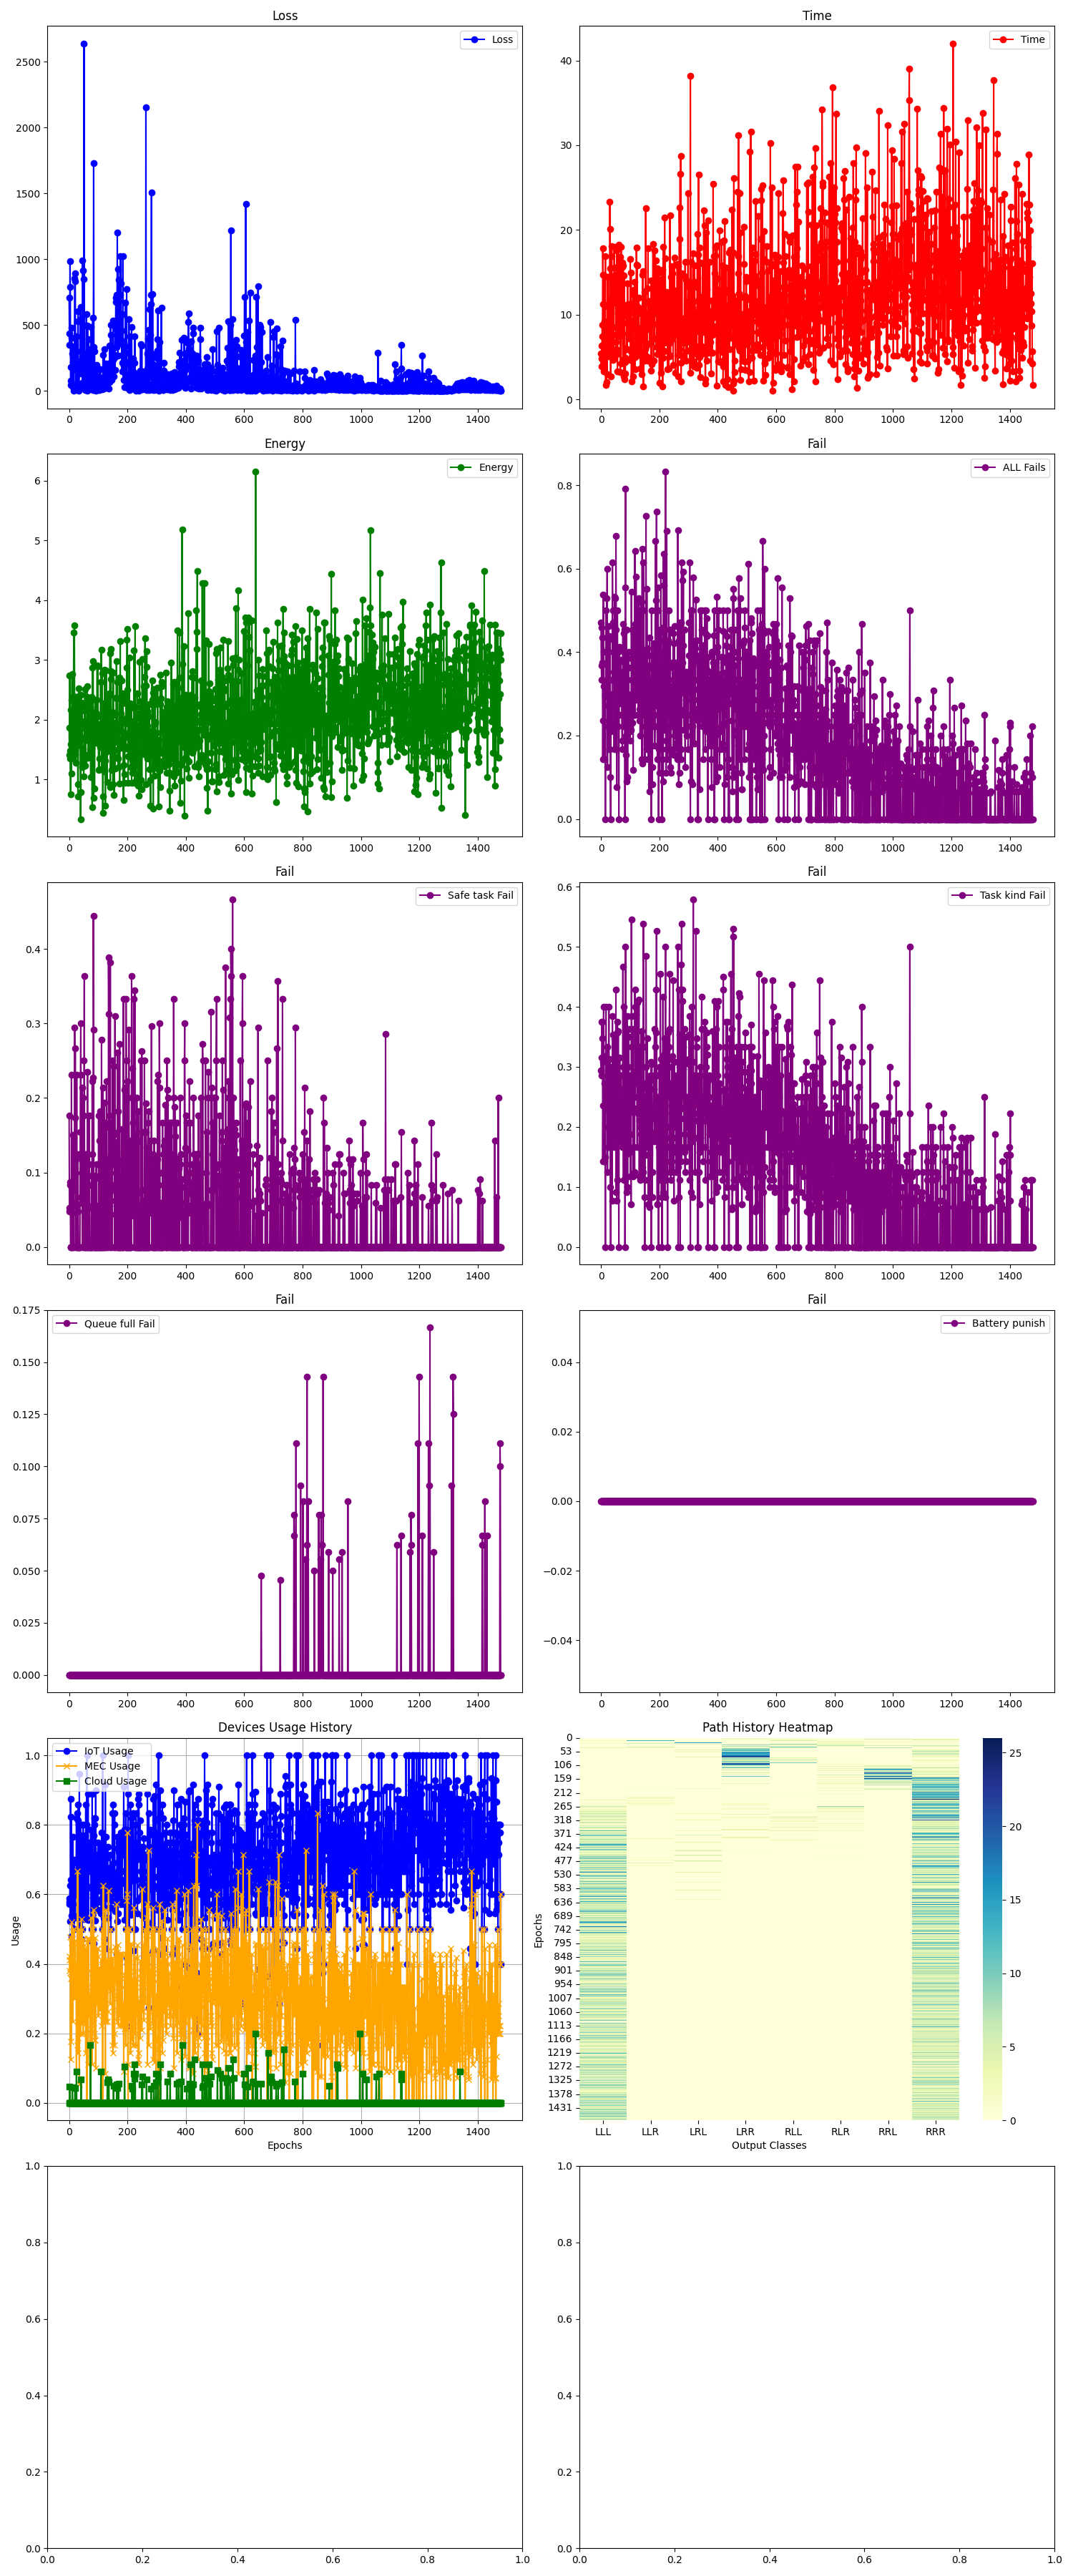 Loss
Loss
2500
2000
1500
1000
500
0
0 200 400 600 800 1000 1200 1400
Time
Time
40
30
20
10
0
0 200 400 600 800 1000 1200 1400
Energy
Energy
6
5
4
3
2
1
0 200 400 600 800 1000 1200 1400
Fail
ALL Fails
0.8
0.6
0.4
0.2
0.0
0 200 400 600 800 1000 1200 1400
Fail
Safe task Fail
0.4
0.3
0.2
0.1
0.0
0 200 400 600 800 1000 1200 1400
Fail
Task kind Fail
0.6
0.5
0.4
0.3
0.2
0.1
0.0
0 200 400 600 800 1000 1200 1400
Fail
Queue full Fail
0.175
0.150
0.125
0.100
0.075
0.050
0.025
0.000
0 200 400 600 800 1000 1200 1400
Fail
Battery punish
0.04
0.02
0.00
−0.02
−0.04
0 200 400 600 800 1000 1200 1400
Devices Usage History
IoT Usage
MEC Usage
Cloud Usage
Usage
1.0
0.8
0.6
0.4
0.2
0.0
0 200 400 600 800 1000 1200 1400
Epochs
Path History Heatmap
Epochs
0
53
106
159
212
265
318
371
424
477
530
583
636
689
742
795
848
901
954
1007
1060
1113
1166
1219
1272
1325
1378
1431
LLL LLR LRL LRR RLL RLR RRL RRR
Output Classes
25
20
15
10
5
0
1.0
0.8
0.6
0.4
0.2
0.0
0.0 0.2 0.4 0.6 0.8 1.0
1.0
0.8
0.6
0.4
0.2
0.0
0.0 0.2 0.4 0.6 0.8 1.0